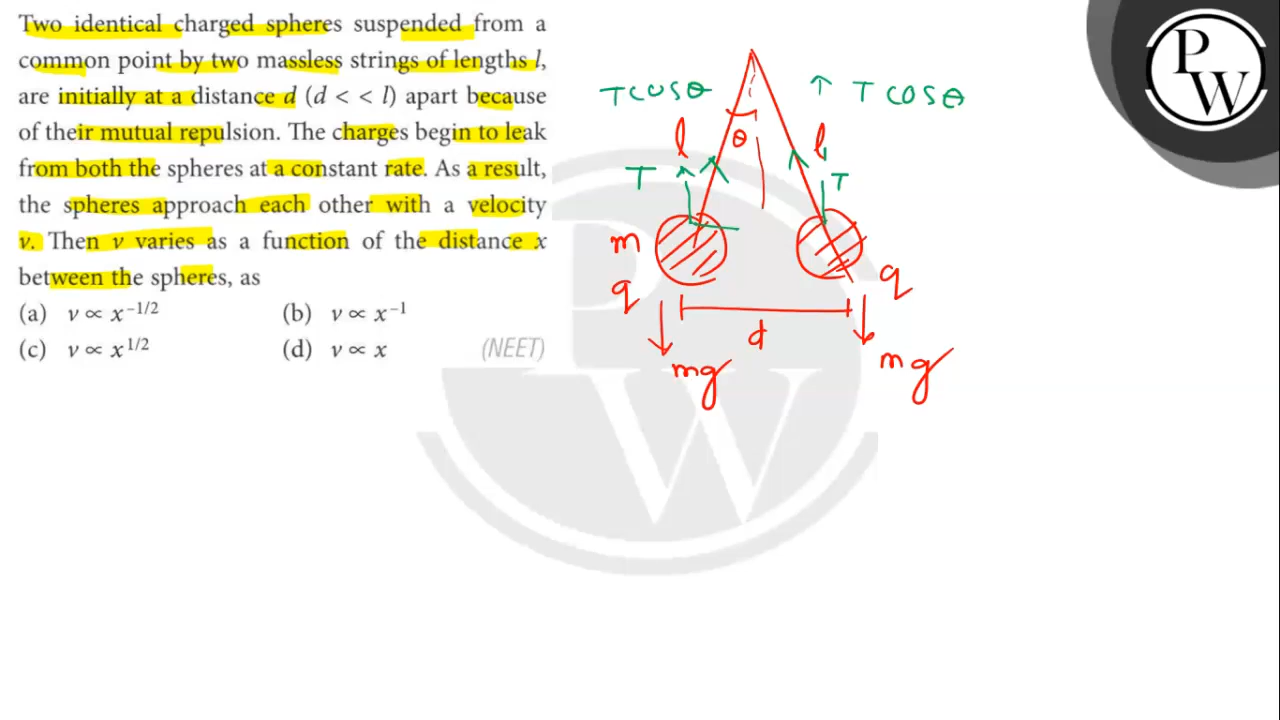 Two identical charged spheres suspended from a
common point by two massless strings of lengths l,
are initially at a distance d (d < < l) apart because
of their mutual repulsion. The charges begin to leak
from both the spheres at a constant rate. As a result,
the spheres approach each other with a velocity
v. Then v varies as a function of the distance x
between the spheres, as
(a) v ∝ x⁻¹/² (b) v ∝ x⁻¹
(c) v ∝ x¹/² (d) v ∝ x (NEET)
T cos θ
↑ T cos θ
θ
l
l
T
T
m
q
q
d
mg
mg
P
W
P
W